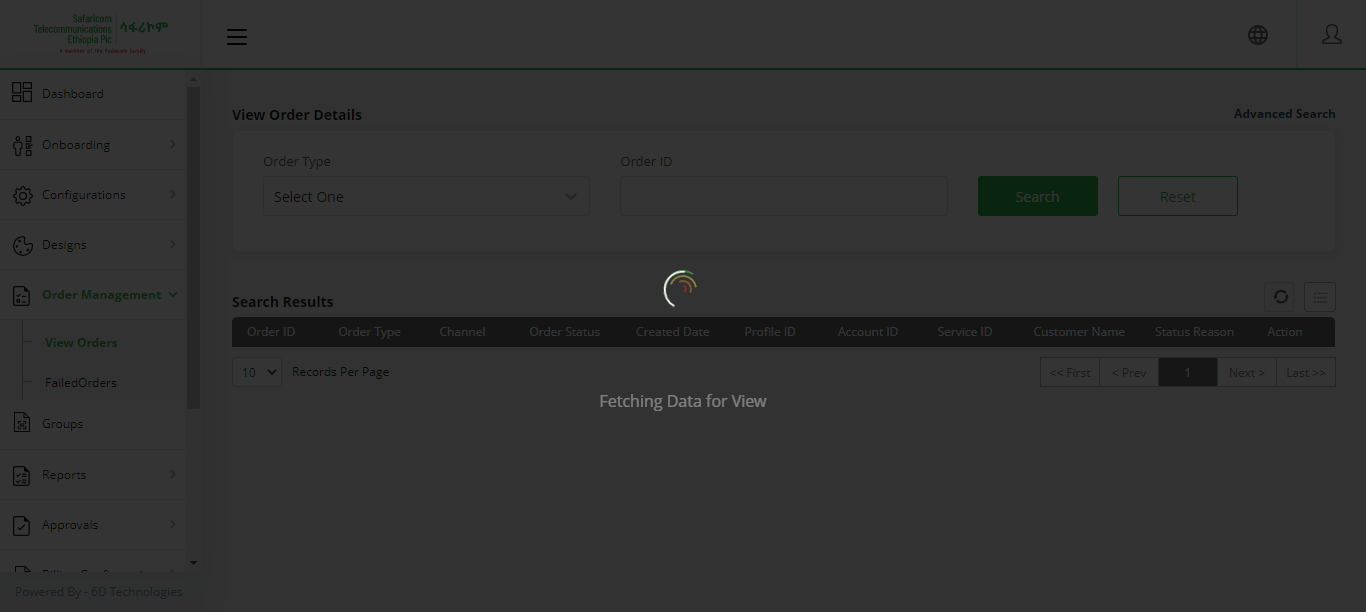 Safaricom
Telecommunications
Ethiopia Plc
ሳፋሪኮም
A member of the Vodacom family
Dashboard
Onboarding
Configurations
Designs
Order Management
View Orders
FailedOrders
Groups
Reports
Approvals
Powered By - 6D Technologies
View Order Details
Advanced Search
Order Type
Order ID
Select One
Search
Reset
Search Results
Order ID Order Type Channel Order Status Created Date Profile ID Account ID Service ID Customer Name Status Reason Action
10 Records Per Page
<< First < Prev 1 Next > Last >>
Fetching Data for View